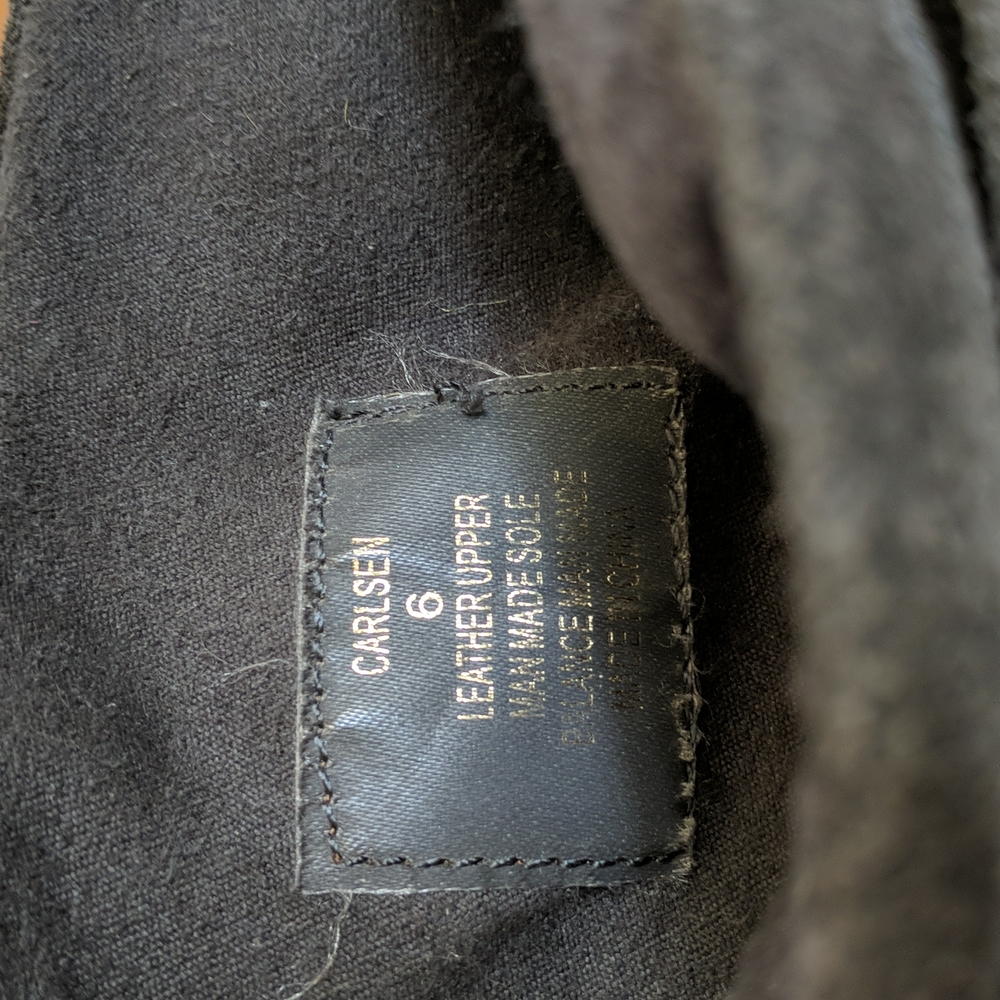 CARLSEN
6
LEATHER UPPER
MAN MADE SOLE
BALANCE MAN MADE
MADE IN CHINA